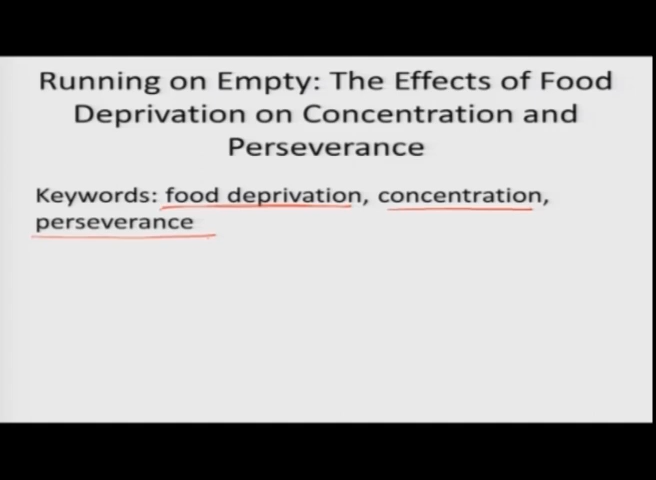 Running on Empty: The Effects of Food
Deprivation on Concentration and
Perseverance
Keywords: food deprivation, concentration,
perseverance